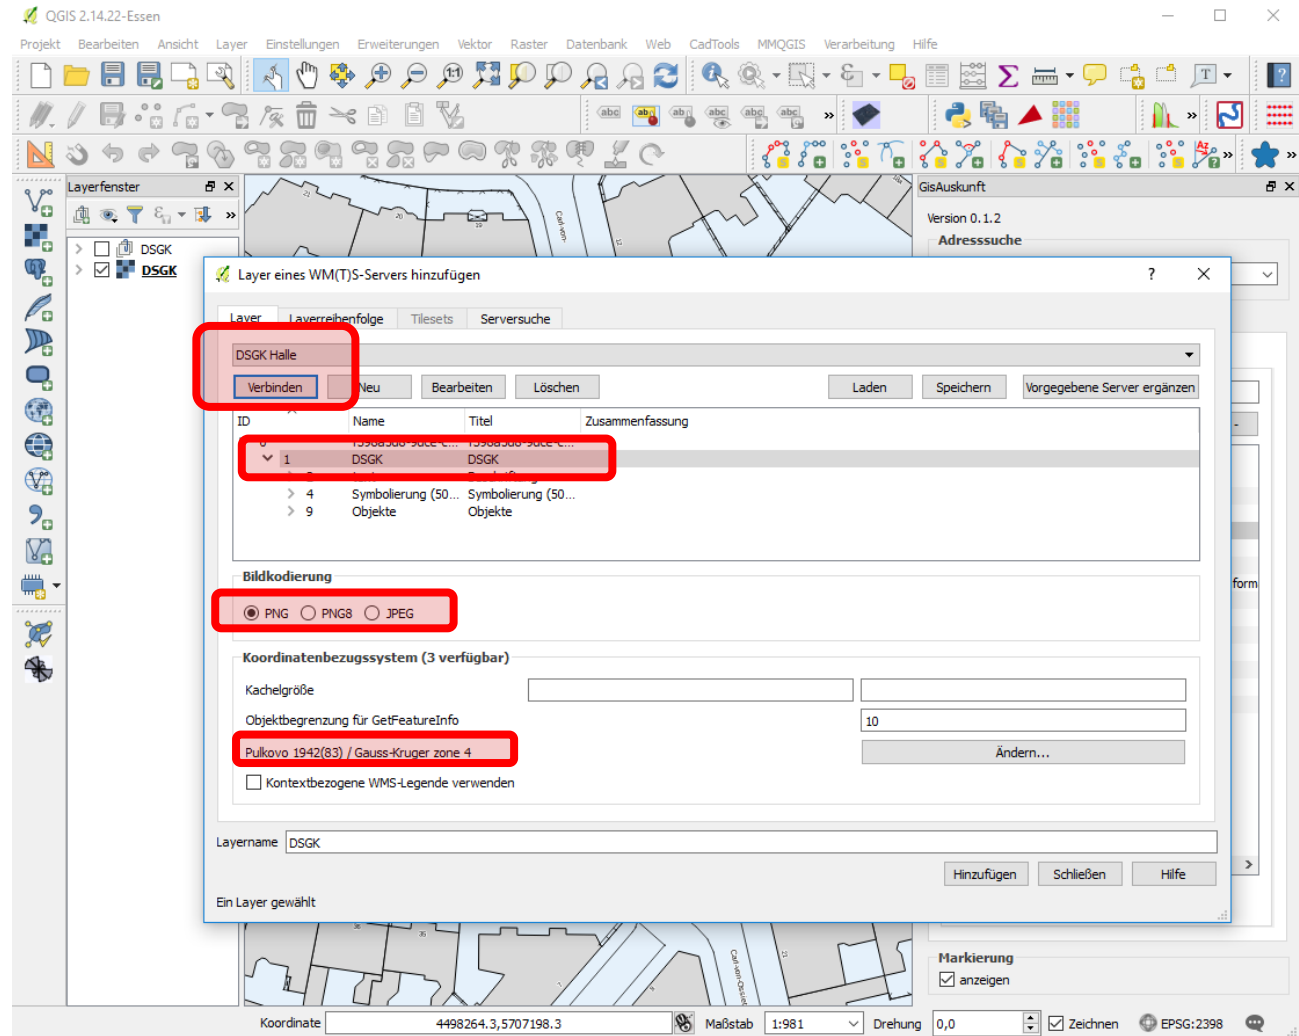 QGIS 2.14.22-Essen
Projekt Bearbeiten Ansicht Layer Einstellungen Erweiterungen Vektor Raster Datenbank Web CadTools MMQGIS Verarbeitung Hilfe
Layerfenster
GisAuskunft
Version 0.1.2
Adresssuche
DSGK
DSGK
Layer eines WM(T)S-Servers hinzufügen
Layer Layerreihenfolge Tilesets Serversuche
DSGK Halle
Verbinden Neu Bearbeiten Löschen Laden Speichern Vorgegebene Server ergänzen
ID Name Titel Zusammenfassung
1 DSGK DSGK
4 Symbolierung (50... Symbolierung (50...
9 Objekte Objekte
Bildkodierung
PNG PNG8 JPEG
form
Koordinatenbezugssystem (3 verfügbar)
Kachelgröße
Objektbegrenzung für GetFeatureInfo 10
Pulkovo 1942(83) / Gauss-Kruger zone 4 Ändern...
Kontextbezogene WMS-Legende verwenden
Layername DSGK
Hinzufügen Schließen Hilfe
Ein Layer gewählt
Markierung
anzeigen
Koordinate 4498264.3,5707198.3 Maßstab 1:981 Drehung 0,0 Zeichnen EPSG:2398